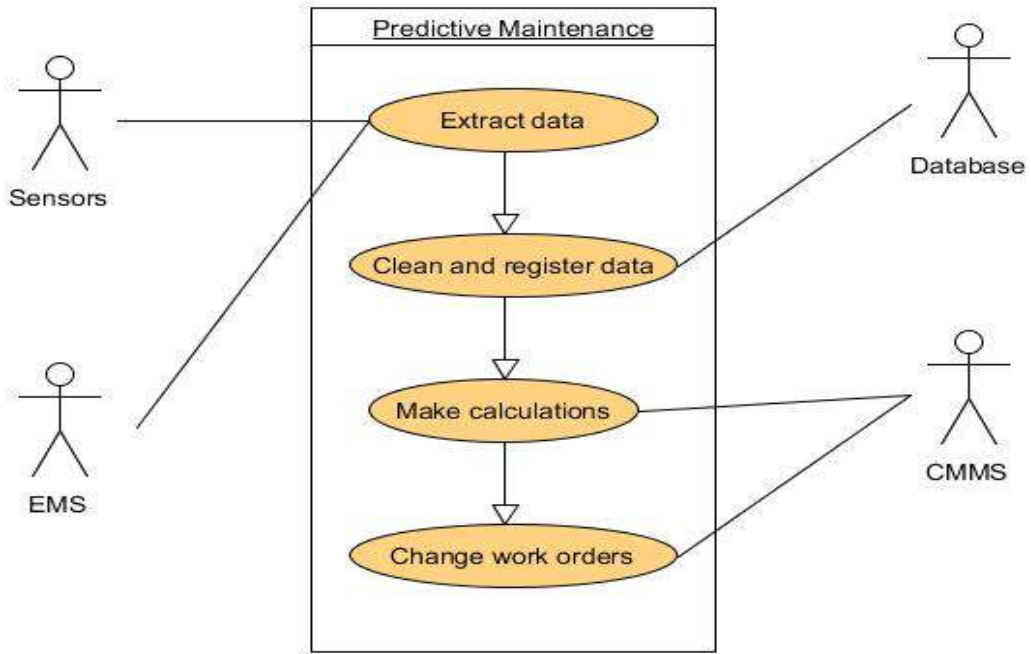 Predictive Maintenance
Extract data
Sensors
Database
Clean and register data
Make calculations
EMS
CMMS
Change work orders